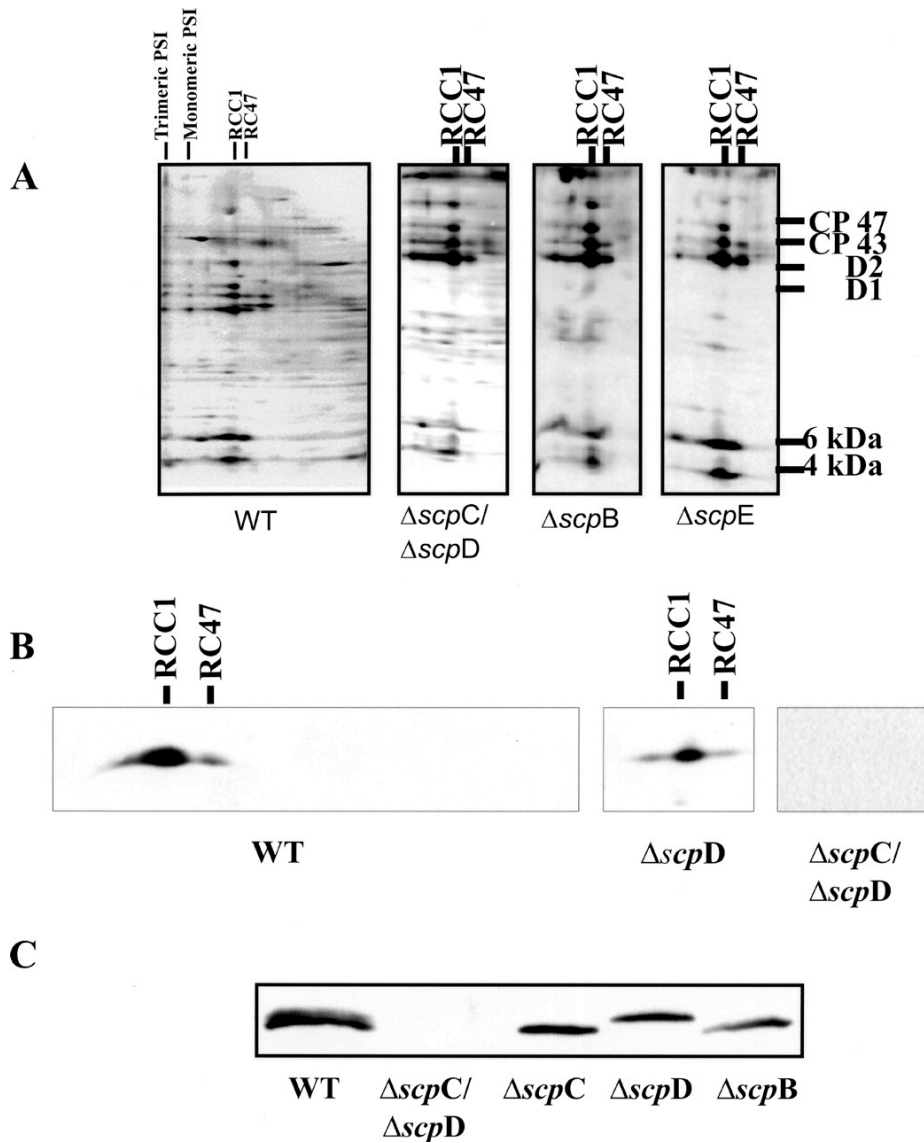 Trimeric PSI
Monomeric PSI
RCC1
RC47
RCC1
RC47
RCC1
RC47
RCC1
RC47
A
CP 47
CP 43
D2
D1
6 kDa
4 kDa
WT
ΔscpC/
ΔscpD
ΔscpB
ΔscpE
B
RCC1
RC47
RCC1
RC47
WT
ΔscpD
ΔscpC/
ΔscpD
C
WT
ΔscpC/
ΔscpD
ΔscpC
ΔscpD
ΔscpB